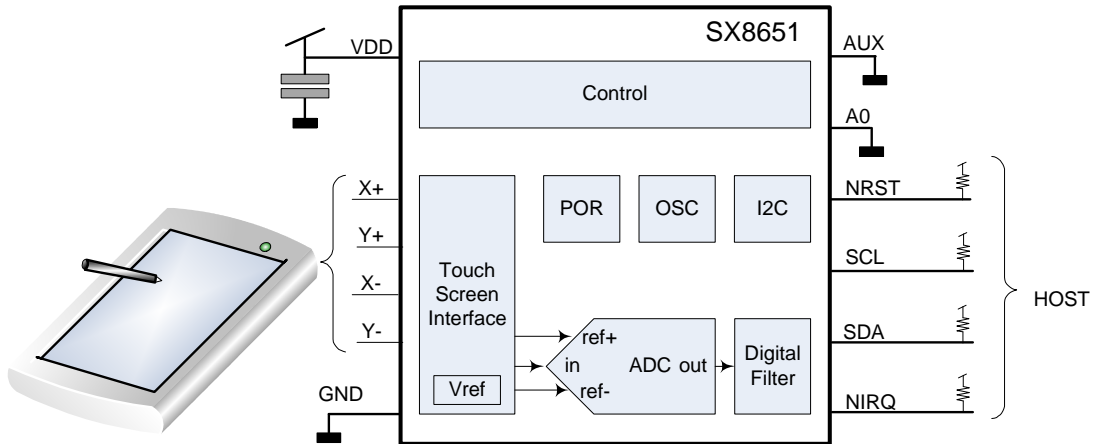 SX8651
VDD
AUX
Control
A0
X+
NRST
POR
OSC
I2C
Y+
Touch
Screen
Interface
SCL
X-
HOST
Y-
ref+
SDA
in
ADC out
Digital
Filter
ref-
Vref
GND
NIRQ